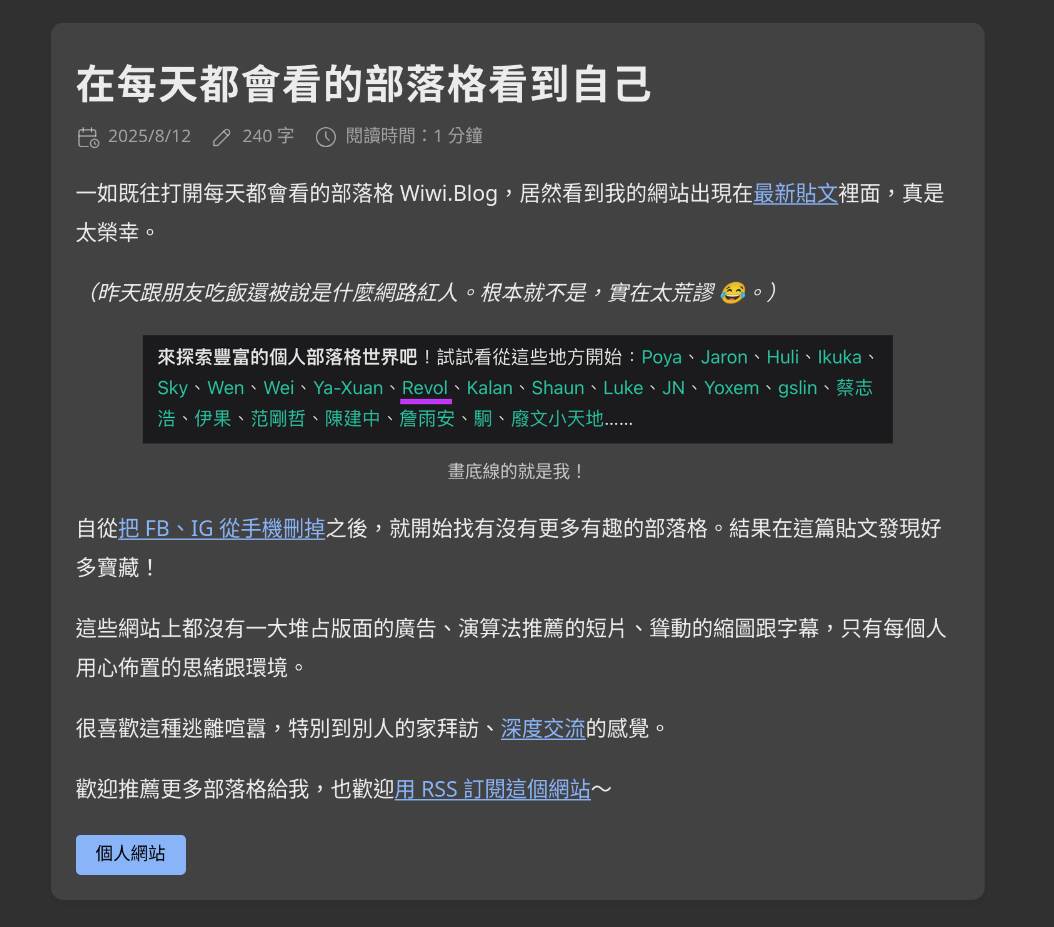 在每天都會看的部落格看到自己
2025/8/12 240 字 閱讀時間：1 分鐘
一如既往打開每天都會看的部落格 Wiwi.Blog，居然看到我的網站出現在最新貼文裡面，真是
太榮幸。
（昨天跟朋友吃飯還被說是什麼網路紅人。根本就不是，實在太荒謬 😂。）
來探索豐富的個人部落格世界吧！試試看從這些地方開始：Poya、Jaron、Huli、Ikuka、
Sky、Wen、Wei、Ya-Xuan、Revol、Kalan、Shaun、Luke、JN、Yoxem、gslin、蔡志
浩、伊果、范剛哲、陳建中、詹雨安、駉、廢文小天地……
畫底線的就是我！
自從把 FB、IG 從手機刪掉之後，就開始找有沒有更多有趣的部落格。結果在這篇貼文發現好
多寶藏！
這些網站上都沒有一大堆占版面的廣告、演算法推薦的短片、聳動的縮圖跟字幕，只有每個人
用心佈置的思緒跟環境。
很喜歡這種逃離喧囂，特別到別人的家拜訪、深度交流的感覺。
歡迎推薦更多部落格給我，也歡迎用 RSS 訂閱這個網站～
個人網站